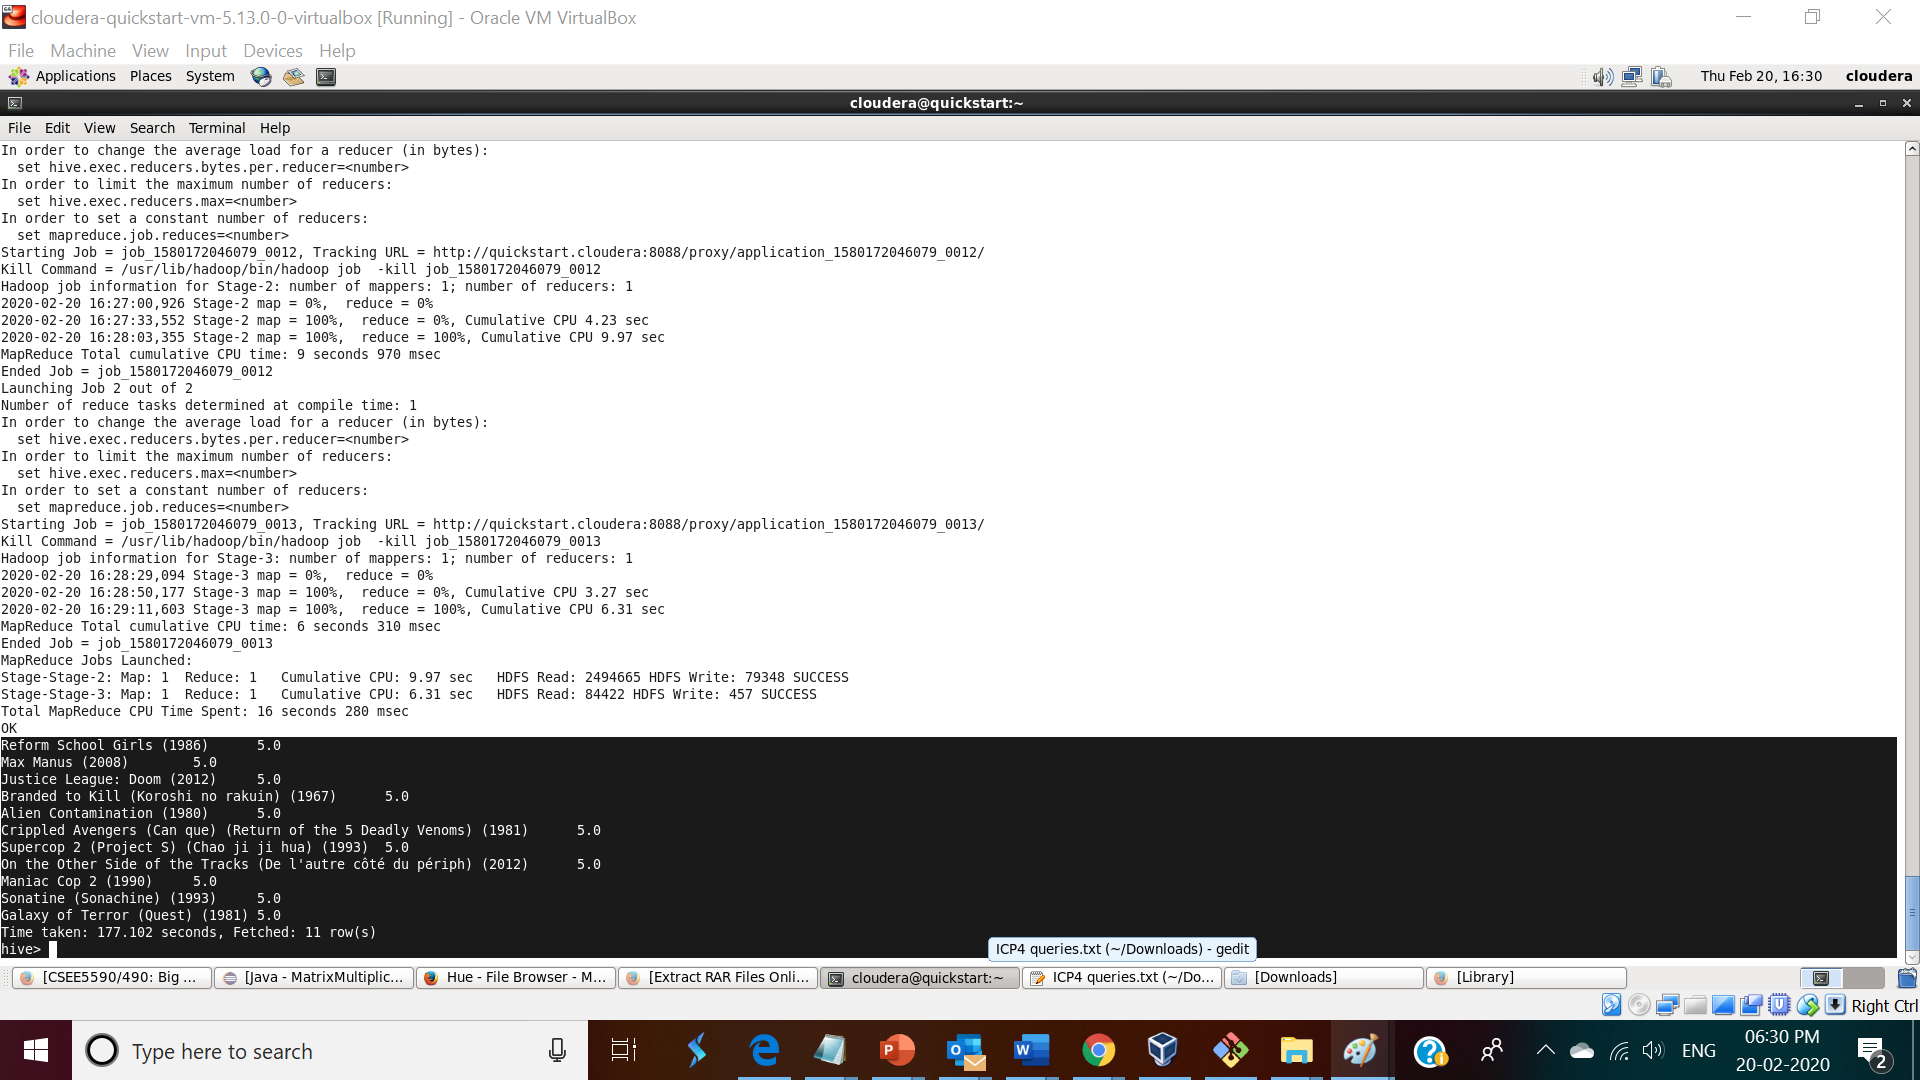 cloudera-quickstart-vm-5.13.0-0-virtualbox [Running] - Oracle VM VirtualBox
File Machine View Input Devices Help
Applications Places System Thu Feb 20, 16:30 cloudera
cloudera@quickstart:~
File Edit View Search Terminal Help
In order to change the average load for a reducer (in bytes):
set hive.exec.reducers.bytes.per.reducer=<number>
In order to limit the maximum number of reducers:
set hive.exec.reducers.max=<number>
In order to set a constant number of reducers:
set mapreduce.job.reduces=<number>
Starting Job = job_1580172046079_0012, Tracking URL = http://quickstart.cloudera:8088/proxy/application_1580172046079_0012/
Kill Command = /usr/lib/hadoop/bin/hadoop job  -kill job_1580172046079_0012
Hadoop job information for Stage-2: number of mappers: 1; number of reducers: 1
2020-02-20 16:27:00,926 Stage-2 map = 0%,  reduce = 0%
2020-02-20 16:27:33,552 Stage-2 map = 100%,  reduce = 0%, Cumulative CPU 4.23 sec
2020-02-20 16:28:03,355 Stage-2 map = 100%,  reduce = 100%, Cumulative CPU 9.97 sec
MapReduce Total cumulative CPU time: 9 seconds 970 msec
Ended Job = job_1580172046079_0012
Launching Job 2 out of 2
Number of reduce tasks determined at compile time: 1
In order to change the average load for a reducer (in bytes):
set hive.exec.reducers.bytes.per.reducer=<number>
In order to limit the maximum number of reducers:
set hive.exec.reducers.max=<number>
In order to set a constant number of reducers:
set mapreduce.job.reduces=<number>
Starting Job = job_1580172046079_0013, Tracking URL = http://quickstart.cloudera:8088/proxy/application_1580172046079_0013/
Kill Command = /usr/lib/hadoop/bin/hadoop job  -kill job_1580172046079_0013
Hadoop job information for Stage-3: number of mappers: 1; number of reducers: 1
2020-02-20 16:28:29,094 Stage-3 map = 0%,  reduce = 0%
2020-02-20 16:28:50,177 Stage-3 map = 100%,  reduce = 0%, Cumulative CPU 3.27 sec
2020-02-20 16:29:11,603 Stage-3 map = 100%,  reduce = 100%, Cumulative CPU 6.31 sec
MapReduce Total cumulative CPU time: 6 seconds 310 msec
Ended Job = job_1580172046079_0013
MapReduce Jobs Launched:
Stage-Stage-2: Map: 1  Reduce: 1   Cumulative CPU: 9.97 sec   HDFS Read: 2494665 HDFS Write: 79348 SUCCESS
Stage-Stage-3: Map: 1  Reduce: 1   Cumulative CPU: 6.31 sec   HDFS Read: 84422 HDFS Write: 457 SUCCESS
Total MapReduce CPU Time Spent: 16 seconds 280 msec
OK
Reform School Girls (1986)      5.0
Max Manus (2008)        5.0
Justice League: Doom (2012)     5.0
Branded to Kill (Koroshi no rakuin) (1967)      5.0
Alien Contamination (1980)      5.0
Crippled Avengers (Can que) (Return of the 5 Deadly Venoms) (1981)      5.0
Supercop 2 (Project S) (Chao ji ji hua) (1993)  5.0
On the Other Side of the Tracks (De l'autre côté du périph) (2012)      5.0
Maniac Cop 2 (1990)     5.0
Sonatine (Sonachine) (1993)     5.0
Galaxy of Terror (Quest) (1981) 5.0
Time taken: 177.102 seconds, Fetched: 11 row(s)
hive>
ICP4 queries.txt (~/Downloads) - gedit
[CSEE5590/490: Big ... [Java - MatrixMultiplic... Hue - File Browser - M... [Extract RAR Files Onli... cloudera@quickstart:~ ICP4 queries.txt (~/Do... [Downloads] [Library]
Right Ctrl
Type here to search ENG 06:30 PM
20-02-2020 2